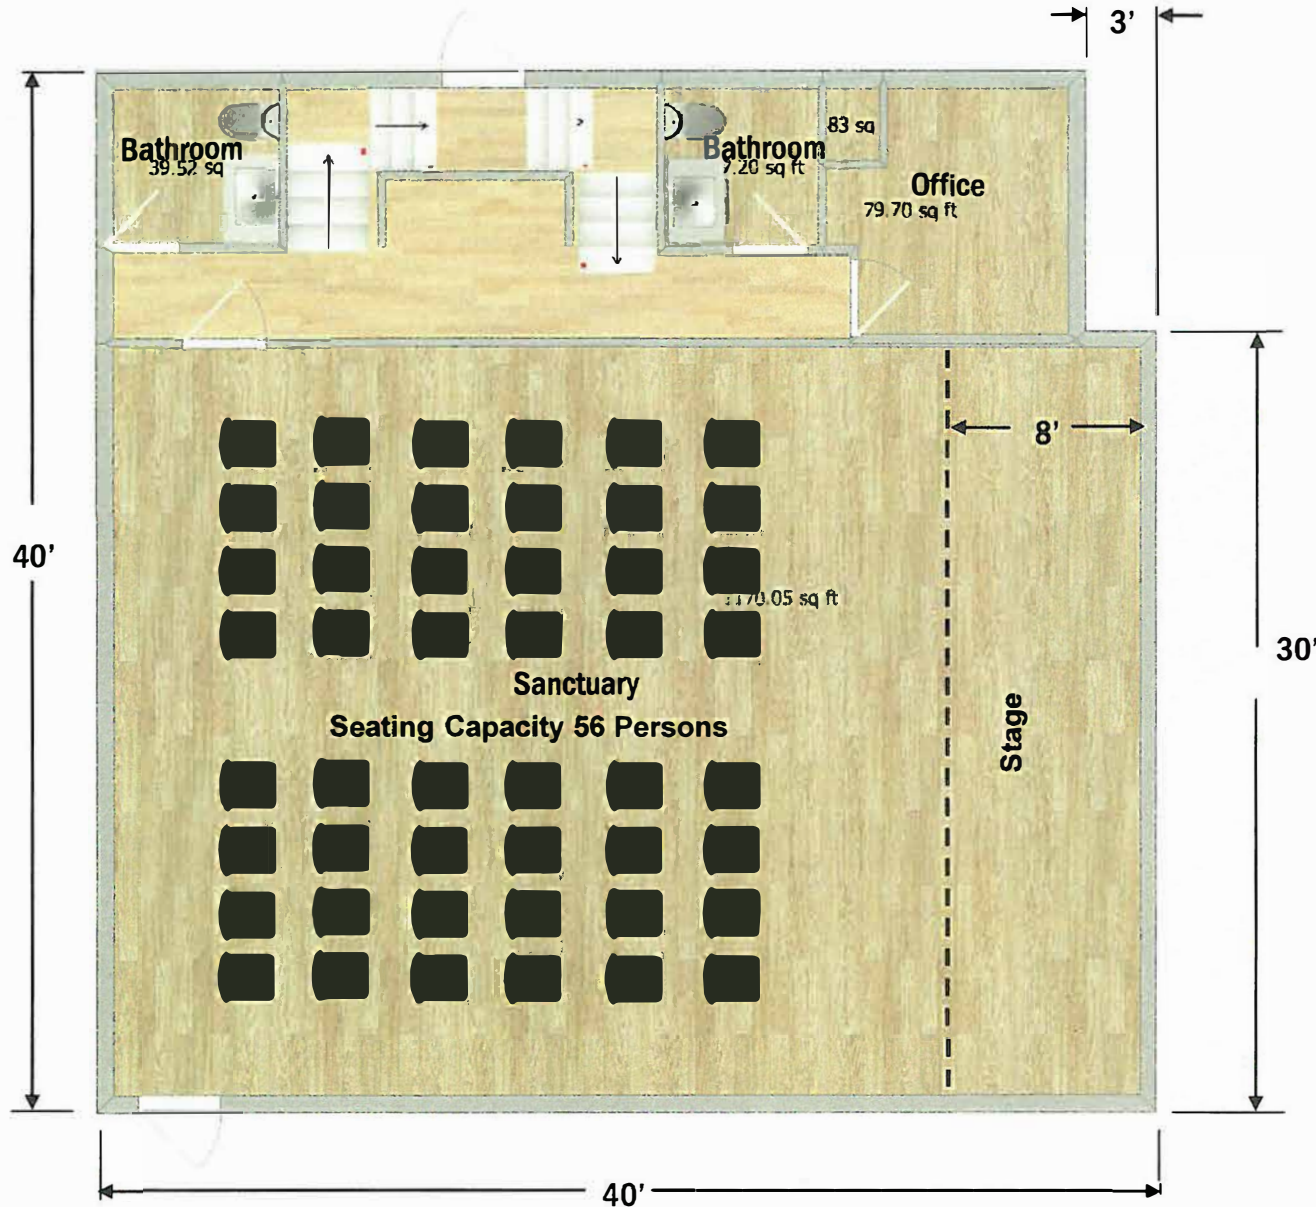 3'
Bathroom
39.52 sq
Bathroom
7.20 sq ft
83 sq
Office
79.70 sq ft
8'
40'
170.05 sq ft
30'
Sanctuary
Seating Capacity 56 Persons
Stage
40'